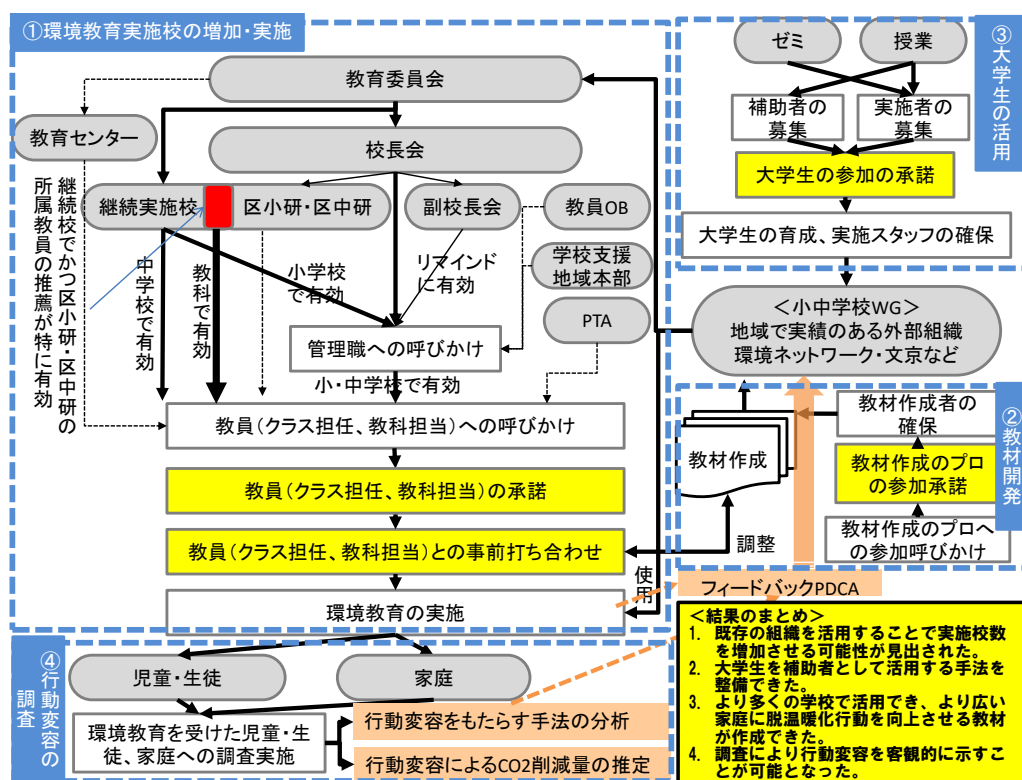 ①環境教育実施校の増加・実施
教育委員会
教育センター
校長会
継続実施校
区小研・区中研
副校長会
教員OB
学校支援
地域本部
PTA
継続校でかつ区小研・区中研の
所属教員の推薦が特に有効
中学校で有効
教科で有効
小学校
で有効
リマインド
に有効
管理職への呼びかけ
小・中学校で有効
教員（クラス担任、教科担当）への呼びかけ
教員（クラス担任、教科担当）の承諾
教員（クラス担任、教科担当）との事前打ち合わせ
環境教育の実施
使用
調整
③大学生の活用
ゼミ
授業
補助者の
募集
実施者の
募集
大学生の参加の承諾
大学生の育成、実施スタッフの確保
＜小中学校WG＞
地域で実績のある外部組織
環境ネットワーク・文京など
②教材開発
教材作成
教材作成者の
確保
教材作成のプロ
の参加承諾
教材作成のプロへ
の参加呼びかけ
フィードバックPDCA
④行動変容の
調査
児童・生徒
家庭
環境教育を受けた児童・生
徒、家庭への調査実施
行動変容をもたらす手法の分析
行動変容によるCO2削減量の推定
＜結果のまとめ＞
1. 既存の組織を活用することで実施校数
を増加させる可能性が見出された。
2. 大学生を補助者として活用する手法を
整備できた。
3. より多くの学校で活用でき、より広い
家庭に脱温暖化行動を向上させる教材
が作成できた。
4. 調査により行動変容を客観的に示すこ
とが可能となった。